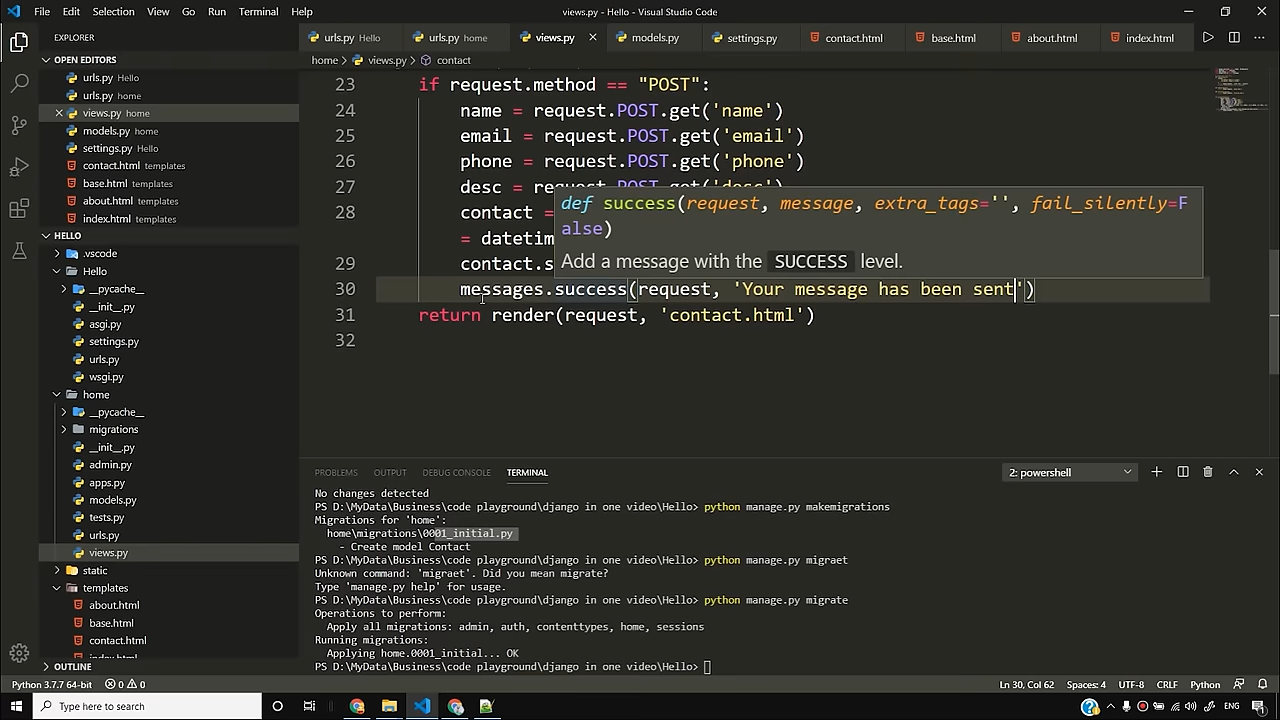 File Edit Selection View Go Run Terminal Help
views.py - Hello - Visual Studio Code
EXPLORER
urls.py Hello
urls.py home
views.py
models.py
settings.py
contact.html
base.html
about.html
index.html
OPEN EDITORS
urls.py Hello
urls.py home
views.py home
models.py home
settings.py Hello
contact.html templates
base.html templates
about.html templates
index.html templates
HELLO
.vscode
Hello
__pycache__
__init__.py
asgi.py
settings.py
urls.py
wsgi.py
home
__pycache__
migrations
__init__.py
admin.py
apps.py
models.py
tests.py
urls.py
views.py
static
templates
about.html
base.html
contact.html
index.html
OUTLINE
home > views.py > contact
23 if request.method == "POST":
24 name = request.POST.get('name')
25 email = request.POST.get('email')
26 phone = request.POST.get('phone')
27 desc = request.POST.get('desc')
28 contact =
= datetim
29 contact.s
30 messages.success(request, 'Your message has been sent')
31 return render(request, 'contact.html')
32
def success(request, message, extra_tags='', fail_silently=F
alse)
Add a message with the SUCCESS level.
PROBLEMS OUTPUT DEBUG CONSOLE TERMINAL
2: powershell
No changes detected
PS D:\MyData\Business\code playground\django in one video\Hello> python manage.py makemigrations
Migrations for 'home':
home\migrations\0001_initial.py
- Create model Contact
PS D:\MyData\Business\code playground\django in one video\Hello> python manage.py migraet
Unknown command: 'migraet'. Did you mean migrate?
Type 'manage.py help' for usage.
PS D:\MyData\Business\code playground\django in one video\Hello> python manage.py migrate
Operations to perform:
Apply all migrations: admin, auth, contenttypes, home, sessions
Running migrations:
Applying home.0001_initial... OK
PS D:\MyData\Business\code playground\django in one video\Hello>
Python 3.7.7 64-bit 0 0
Ln 30, Col 62 Spaces: 4 UTF-8 CRLF Python
Type here to search
ENG